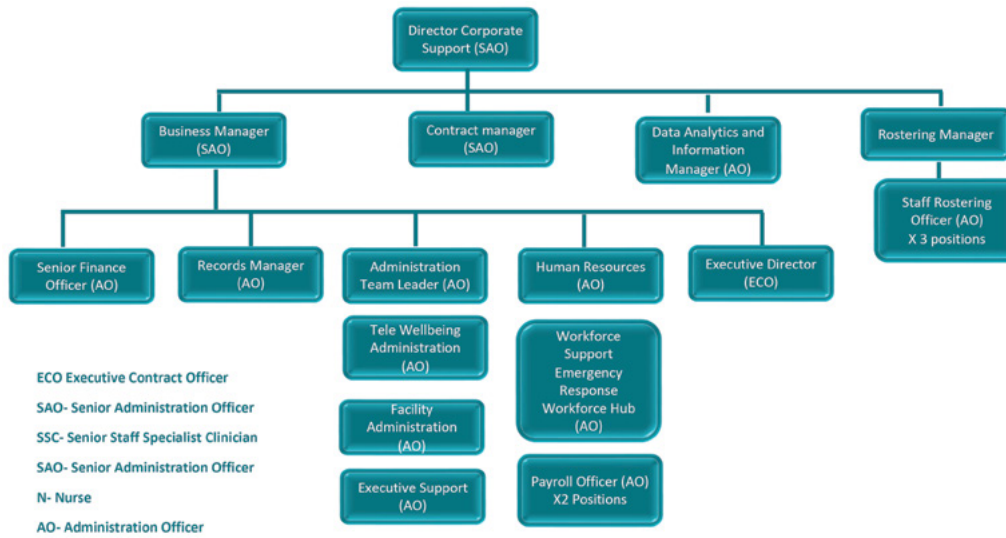 Director Corporate
Support (SAO)
Business Manager
(SAO)
Contract manager
(SAO)
Data Analytics and
Information
Manager (AO)
Rostering Manager
Staff Rostering
Officer (AO)
X 3 positions
Senior Finance
Officer (AO)
Records Manager
(AO)
Administration
Team Leader (AO)
Human Resources
(AO)
Executive Director
(ECO)
Tele Wellbeing
Administration
(AO)
Facility
Administration
(AO)
Executive Support
(AO)
Workforce
Support
Emergency
Response
Workforce Hub
(AO)
Payroll Officer (AO)
X2 Positions
ECO Executive Contract Officer
SAO- Senior Administration Officer
SSC- Senior Staff Specialist Clinician
SAO- Senior Administration Officer
N- Nurse
AO- Administration Officer